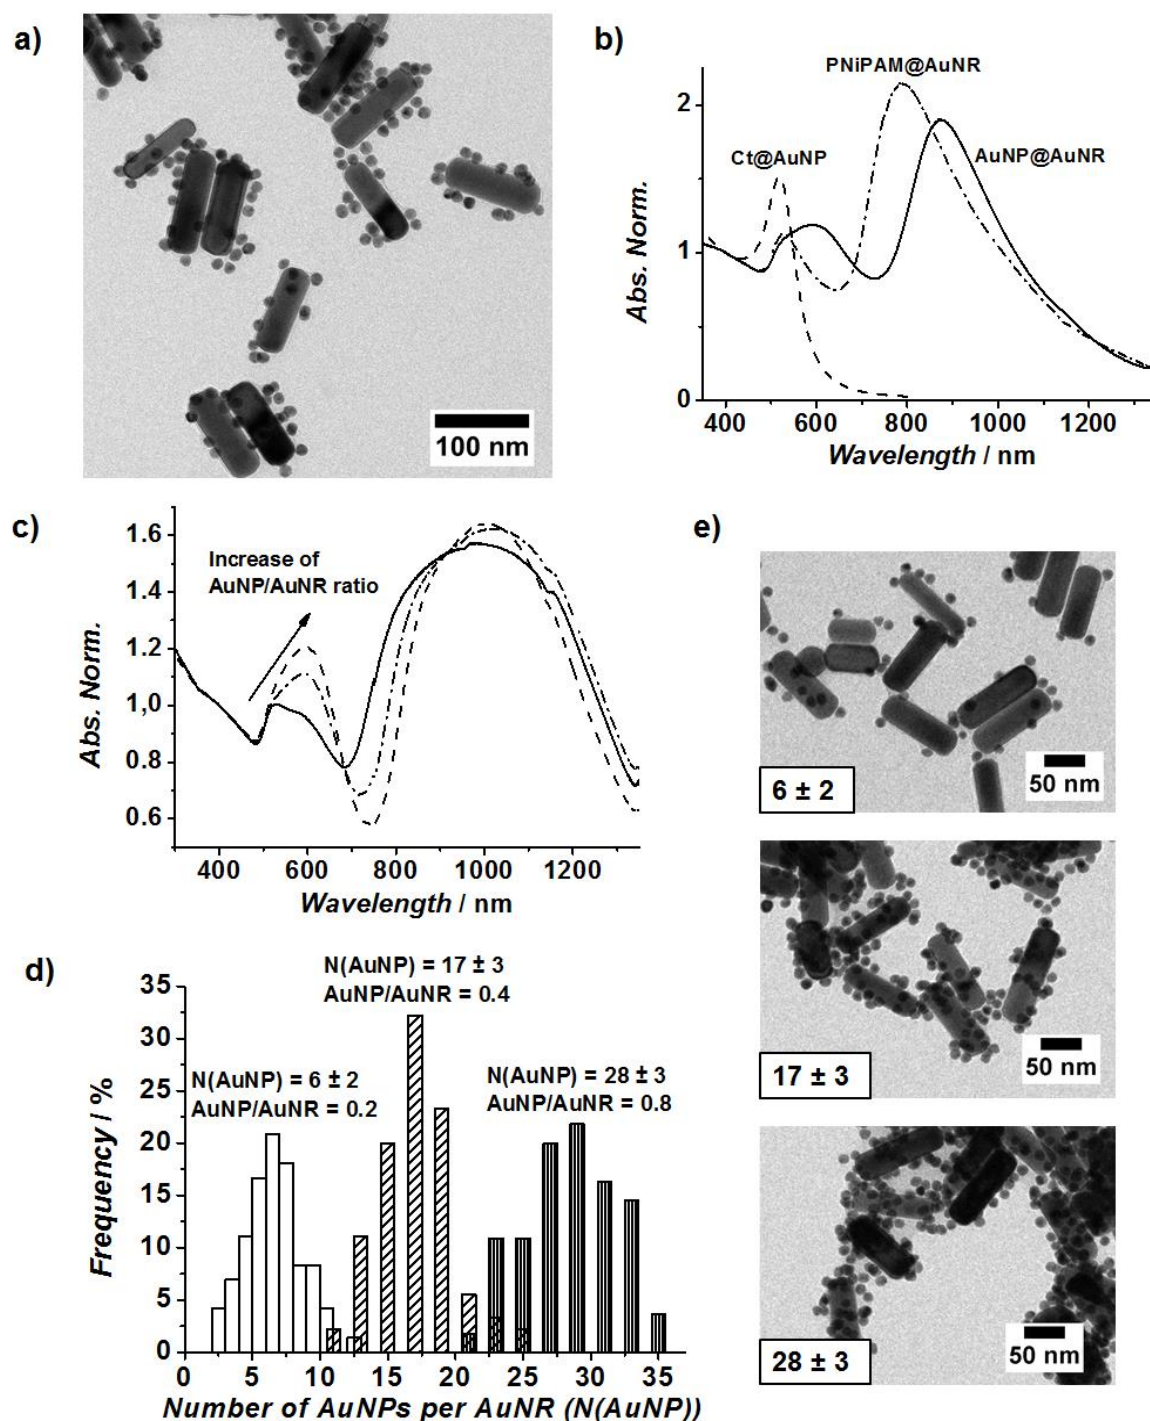 a)
100 nm
b)
PNiPAM@AuNR
Ct@AuNP
AuNP@AuNR
Abs. Norm.
2
1
0
400 600 800 1000 1200
Wavelength / nm
c)
Increase of
AuNP/AuNR ratio
Abs. Norm.
1.6
1.4
1.2
1,0
0.8
0.6
400 600 800 1000 1200
Wavelength / nm
d)
N(AuNP) = 17 ± 3
AuNP/AuNR = 0.4
N(AuNP) = 6 ± 2
AuNP/AuNR = 0.2
N(AuNP) = 28 ± 3
AuNP/AuNR = 0.8
Frequency / %
35
30
25
20
15
10
5
0
0 5 10 15 20 25 30 35
Number of AuNPs per AuNR (N(AuNP))
e)
6 ± 2
50 nm
17 ± 3
50 nm
28 ± 3
50 nm